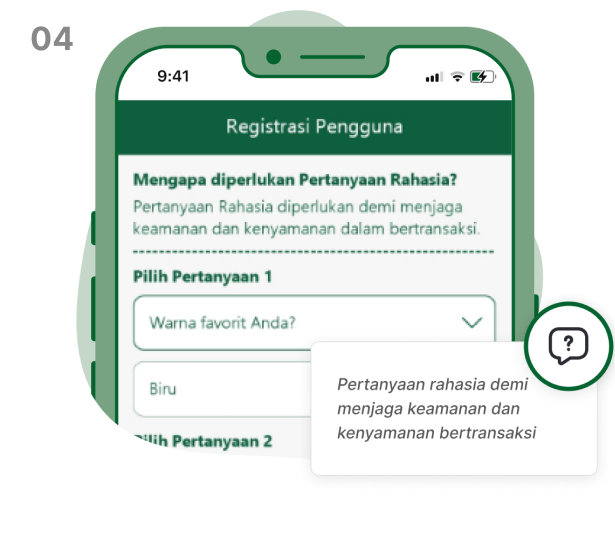 04
9:41
Registrasi Pengguna
Mengapa diperlukan Pertanyaan Rahasia?
Pertanyaan Rahasia diperlukan demi menjaga
keamanan dan kenyamanan dalam bertransaksi.
Pilih Pertanyaan 1
Warna favorit Anda?
Biru
Pilih Pertanyaan 2
?
Pertanyaan rahasia demi
menjaga keamanan dan
kenyamanan bertransaksi